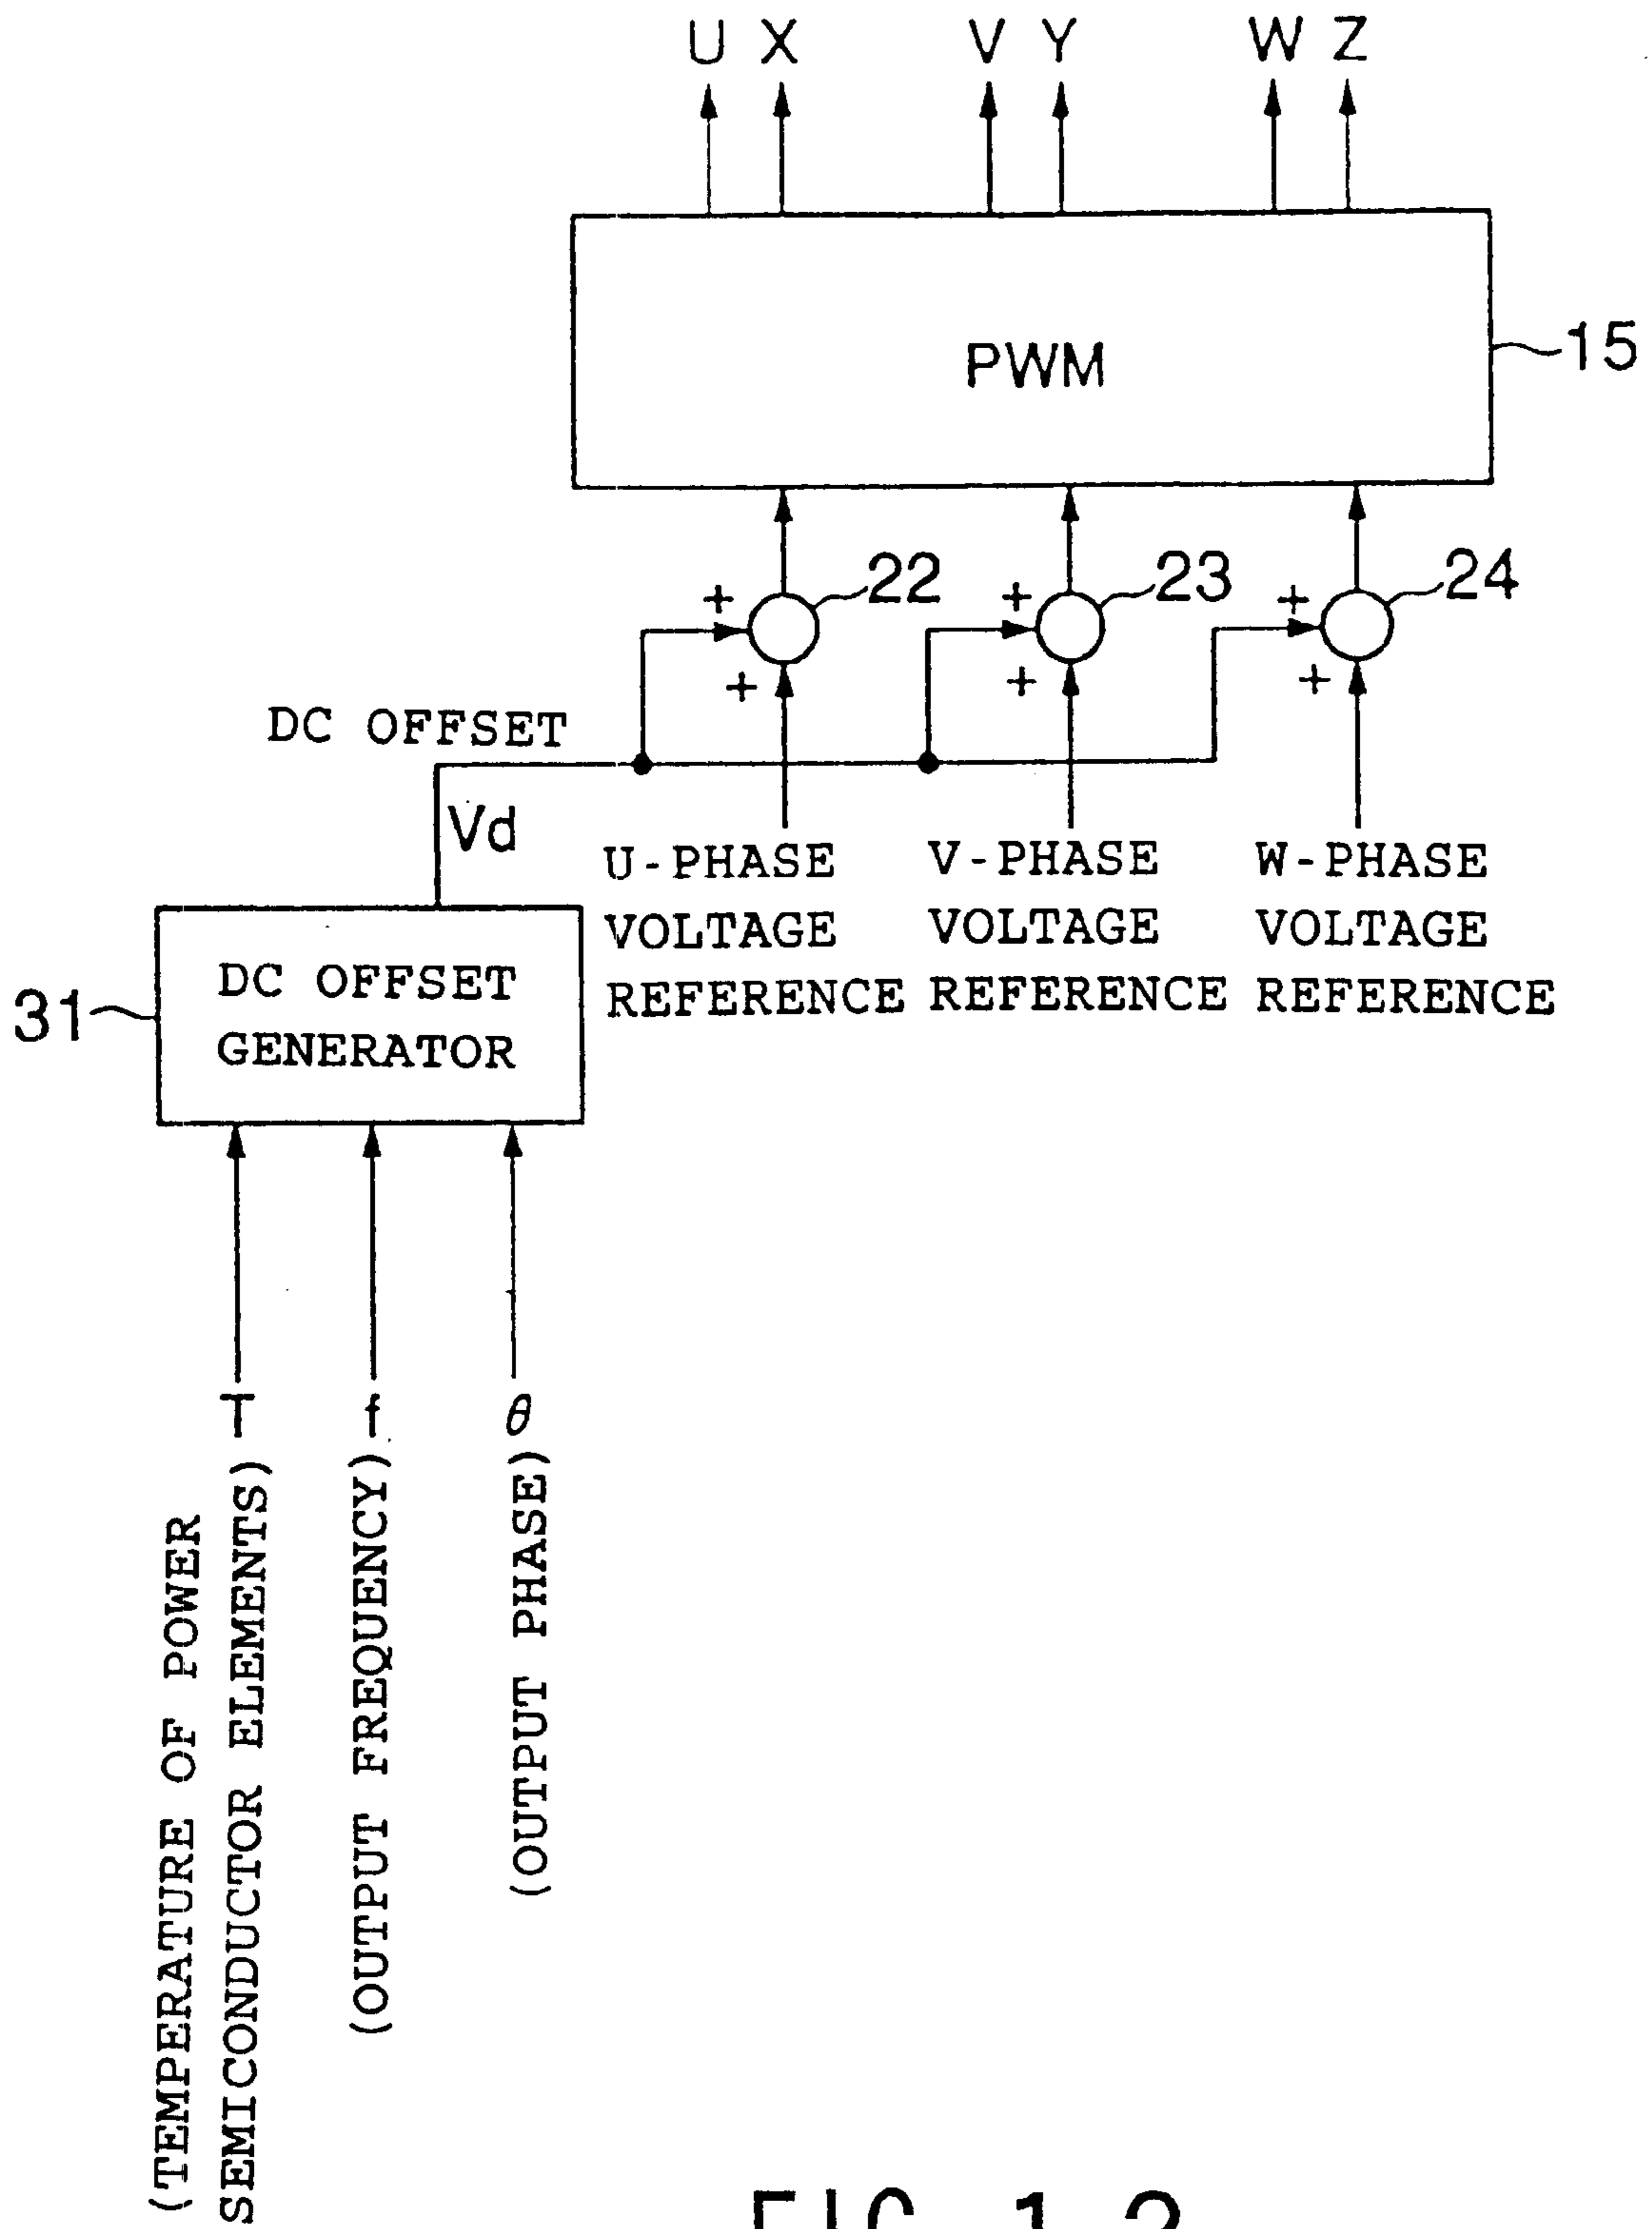 U X V Y W Z
PWM
15
+ 22 + 23 + 24
+ + +
DC OFFSET
Vd
U-PHASE VOLTAGE REFERENCE
V-PHASE VOLTAGE REFERENCE
W-PHASE VOLTAGE REFERENCE
31
DC OFFSET
GENERATOR
T
(TEMPERATURE OF POWER
SEMICONDUCTOR ELEMENTS)
f
(OUTPUT FREQUENCY)
θ
(OUTPUT PHASE)